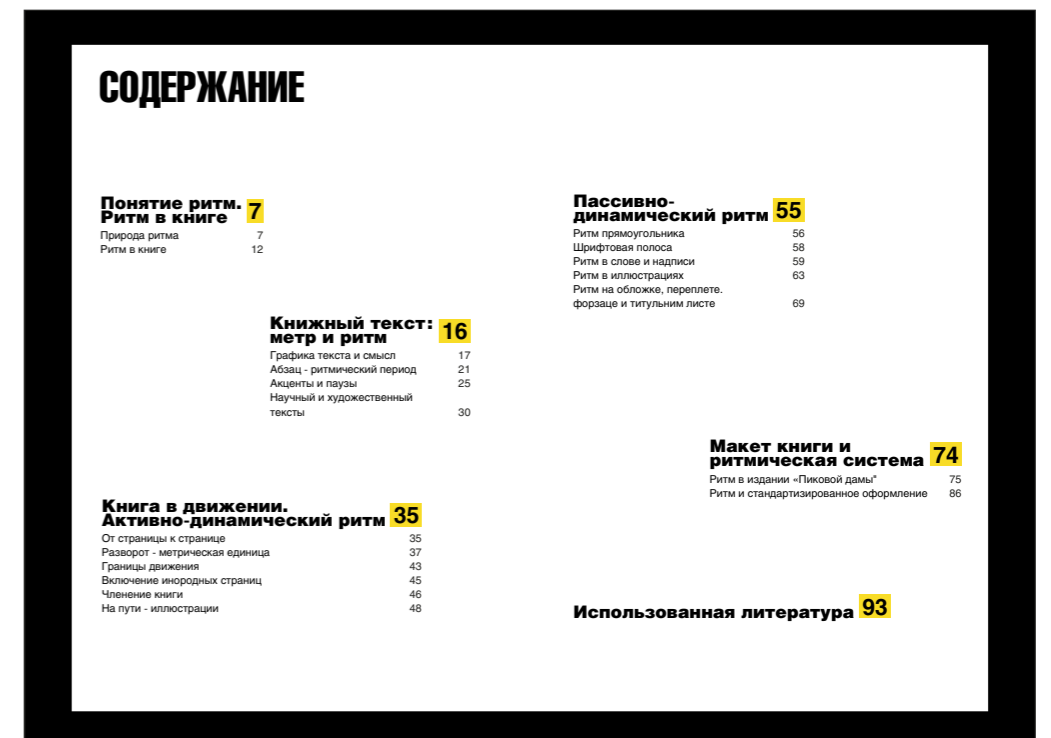 СОДЕРЖАНИЕ
Понятие ритм.
Ритм в книге 7
Природа ритма 7
Ритм в книге 12
Книжный текст:
метр и ритм 16
Графика текста и смысл 17
Абзац - ритмический период 21
Акценты и паузы 25
Научный и художественный
тексты 30
Книга в движении.
Активно-динамический ритм 35
От страницы к странице 35
Разворот - метрическая единица 37
Границы движения 43
Включение инородных страниц 45
Членение книги 46
На пути - иллюстрации 48
Пассивно-
динамический ритм 55
Ритм прямоугольника 56
Шрифтовая полоса 58
Ритм в слове и надписи 59
Ритм в иллюстрациях 63
Ритм на обложке, переплете.
форзаце и титульним листе 69
Макет книги и
ритмическая система 74
Ритм в издании «Пиковой дамы" 75
Ритм и стандартизированное оформление 86
Использованная литература 93